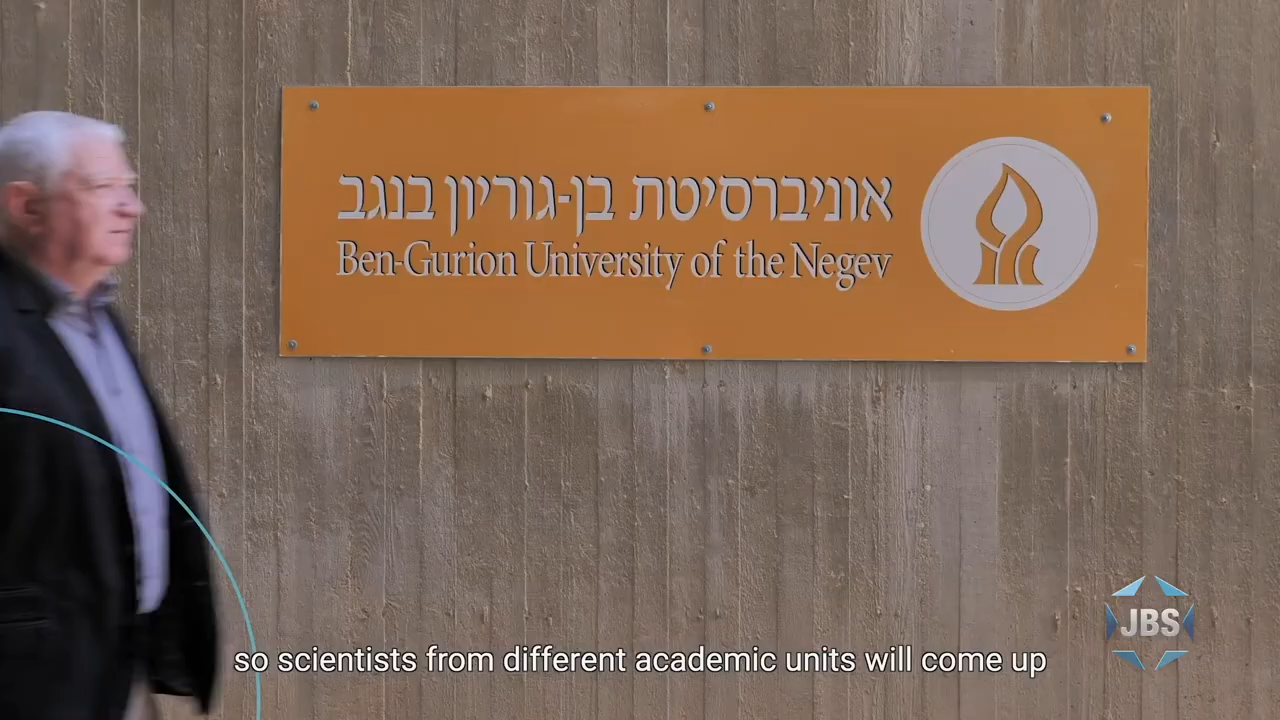 אוניברסיטת בן-גוריון בנגב
Ben-Gurion University of the Negev
JBS
so scientists from different academic units will come up